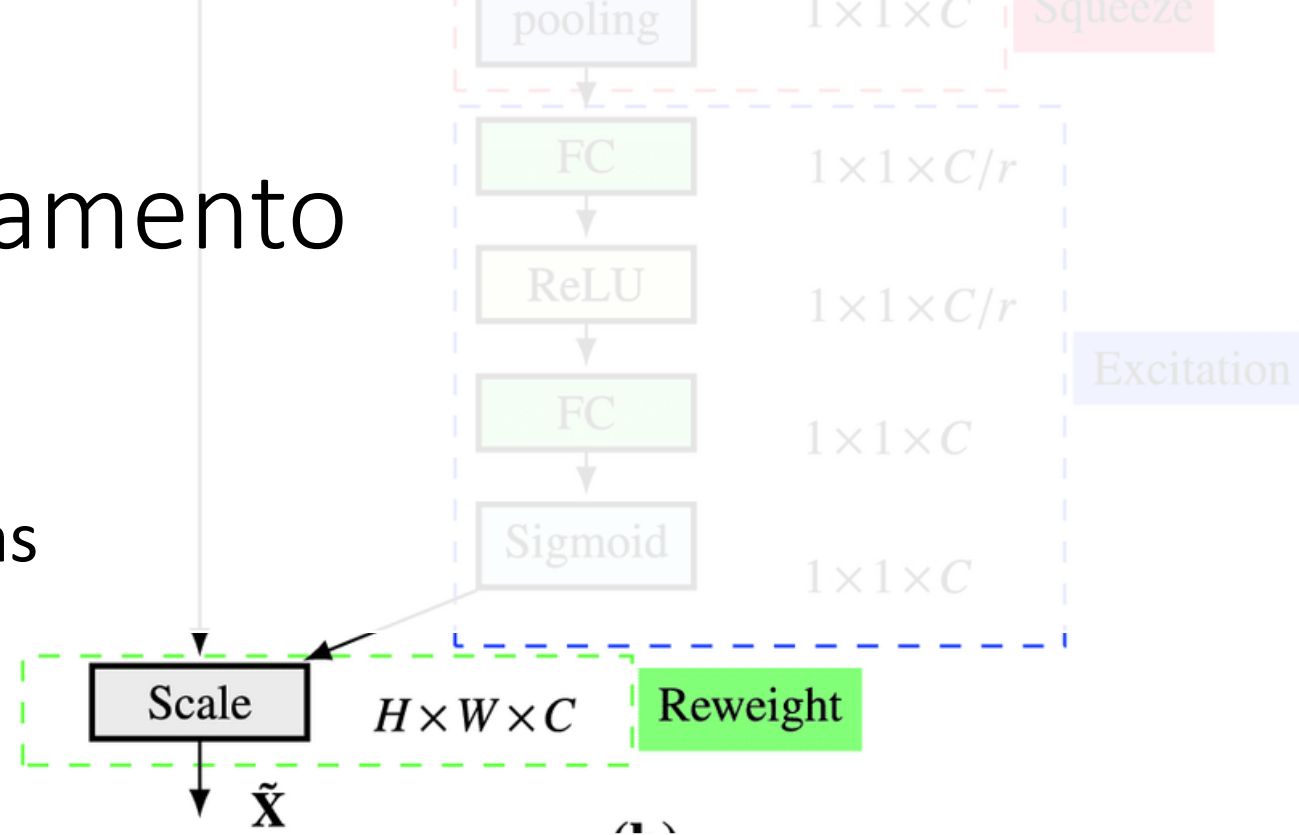 pooling
1×1×C
Squeeze
FC
1×1×C/r
amento
ReLU
1×1×C/r
Excitation
FC
1×1×C
Sigmoid
1×1×C
Scale
H×W×C
Reweight
X̃